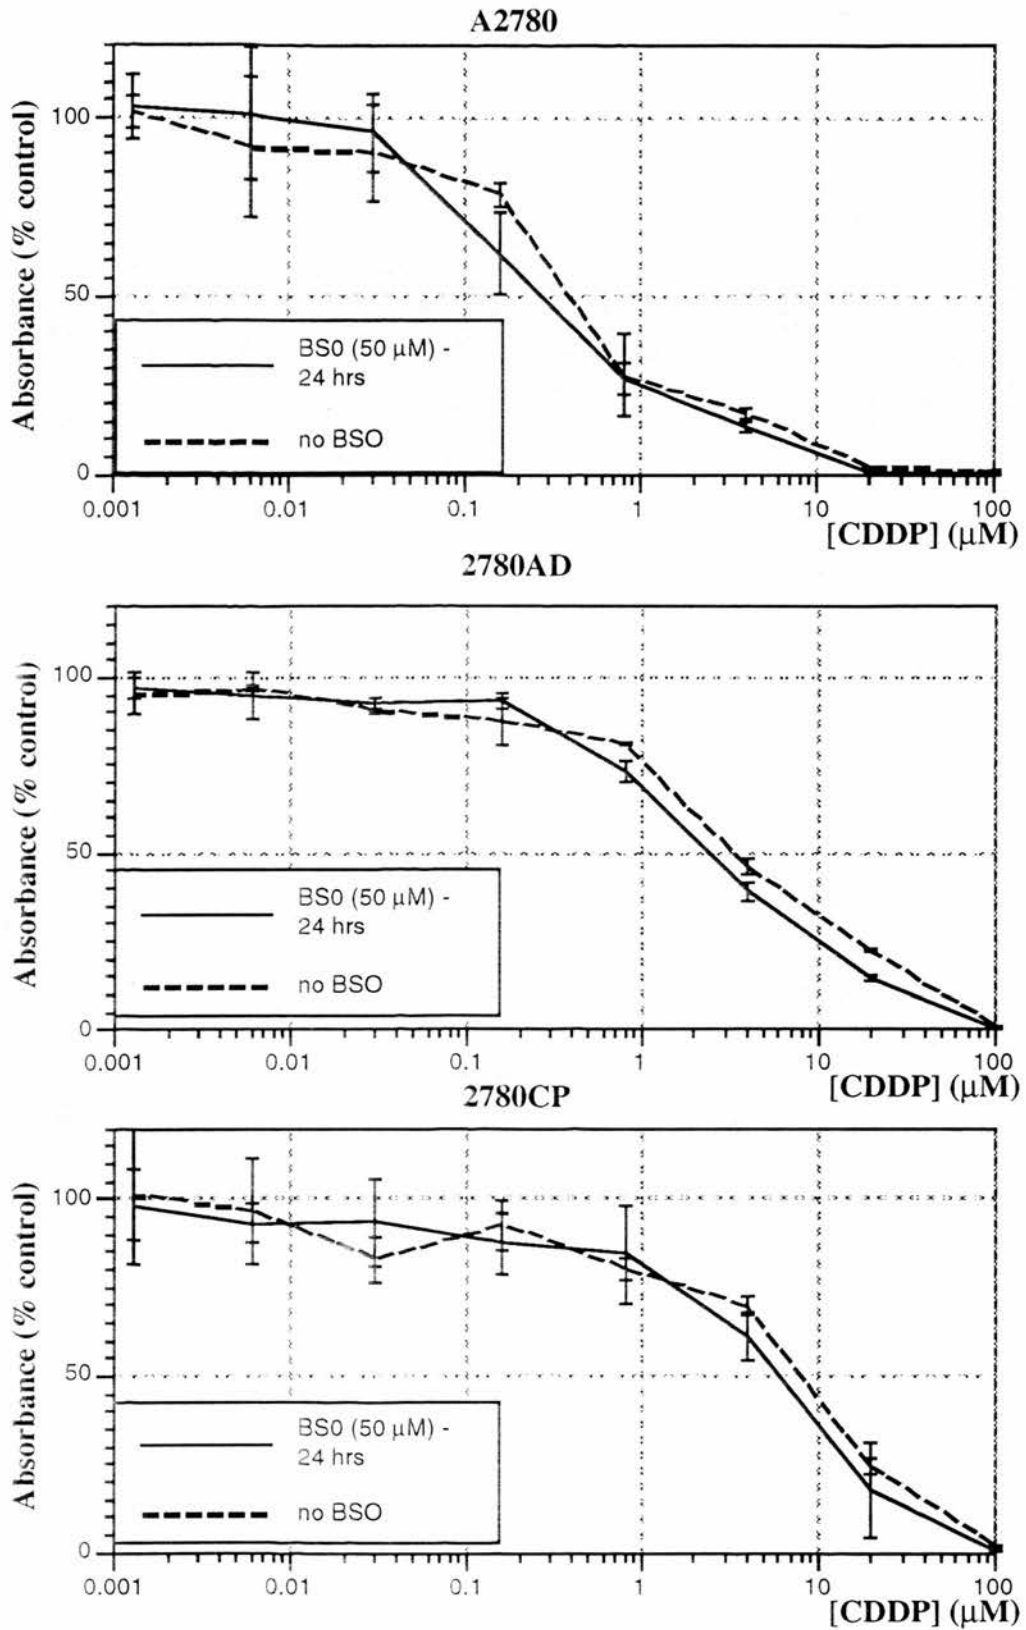 A2780
Absorbance (% control)
100
50
0
BS0 (50 μM) -
24 hrs
no BSO
0.001
0.01
0.1
1
10
100
[CDDP] (μM)
2780AD
Absorbance (% control)
100
50
0
BS0 (50 μM) -
24 hrs
no BSO
0.001
0.01
0.1
1
10
100
[CDDP] (μM)
2780CP
Absorbance (% control)
100
50
0
BS0 (50 μM) -
24 hrs
no BSO
0.001
0.01
0.1
1
10
100
[CDDP] (μM)